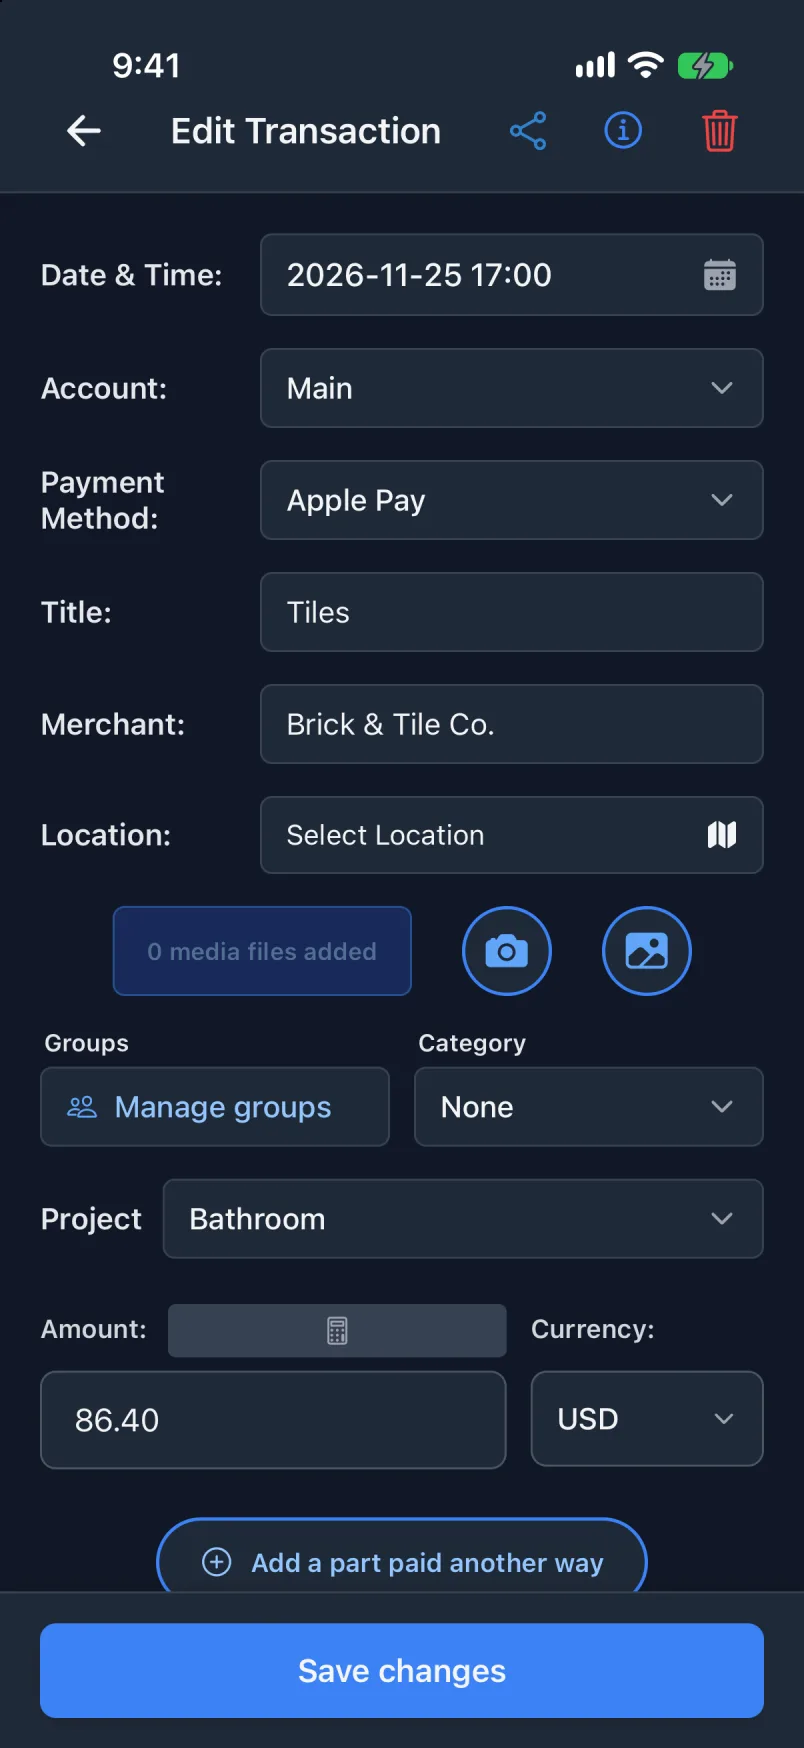 9:41
Edit Transaction
Date & Time:
2026-11-25 17:00
Account:
Main
Payment
Method:
Apple Pay
Title:
Tiles
Merchant:
Brick & Tile Co.
Location:
Select Location
0 media files added
Groups
Category
Manage groups
None
Project
Bathroom
Amount:
Currency:
86.40
USD
Add a part paid another way
Save changes